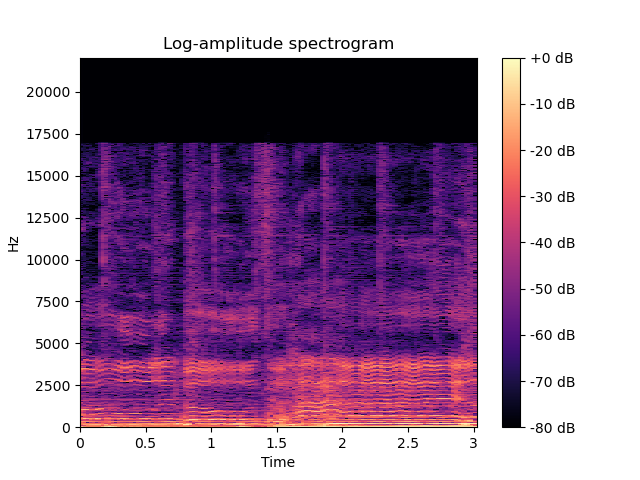 Log-amplitude spectrogram
Hz
20000
17500
15000
12500
10000
7500
5000
2500
0
0
0.5
1
1.5
2
2.5
3
Time
+0 dB
-10 dB
-20 dB
-30 dB
-40 dB
-50 dB
-60 dB
-70 dB
-80 dB